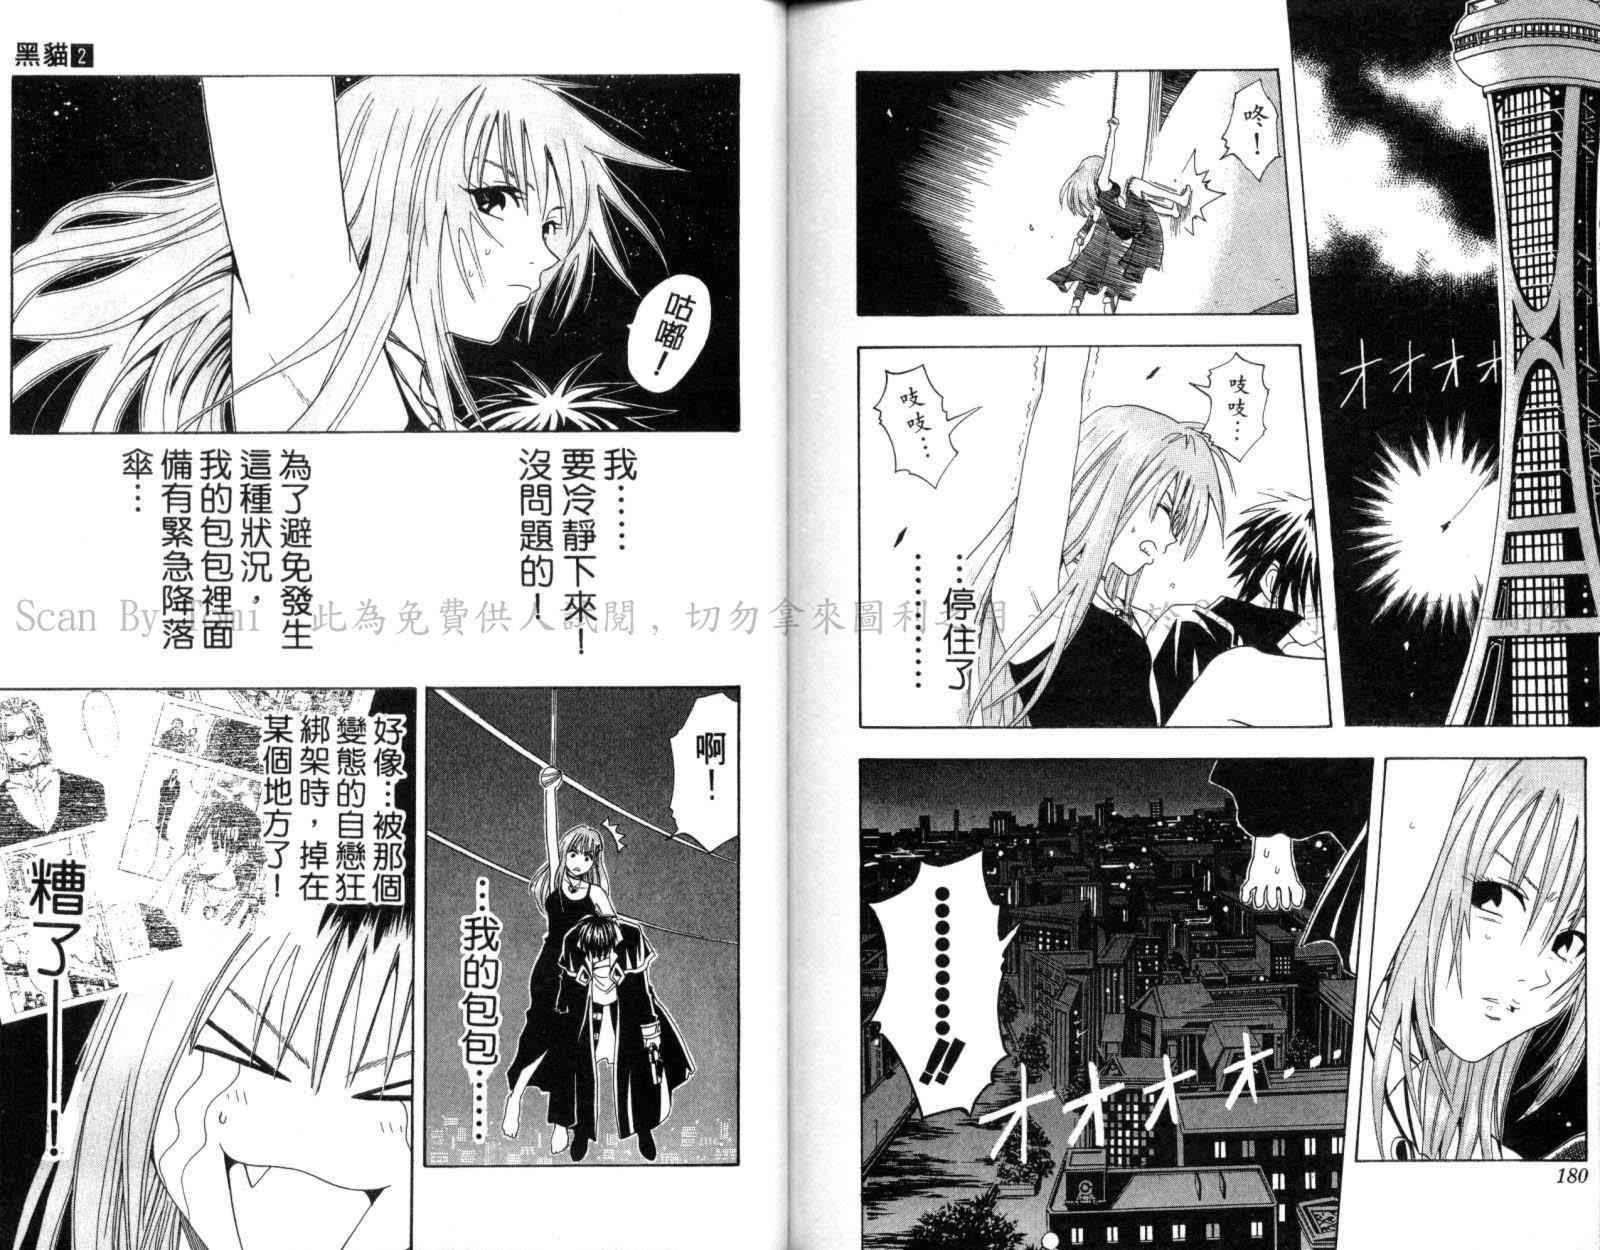 オオオオ
咚！
吱吱…
吱吱…
…停住了
…………
オオオオ…
…………!!
180
黑貓2
咕嘟！
我……
要冷靜下來！
沒問題的！
為了避免發生
這種狀況，
我的包包裡面
備有緊急降落
傘…
啊！
…我的包包……
好像…被那個
變態的自戀狂
綁架時，掉在
某個地方了！
糟了——！
Scan By Tomi 此為免費供人試閱，切勿拿來圖利